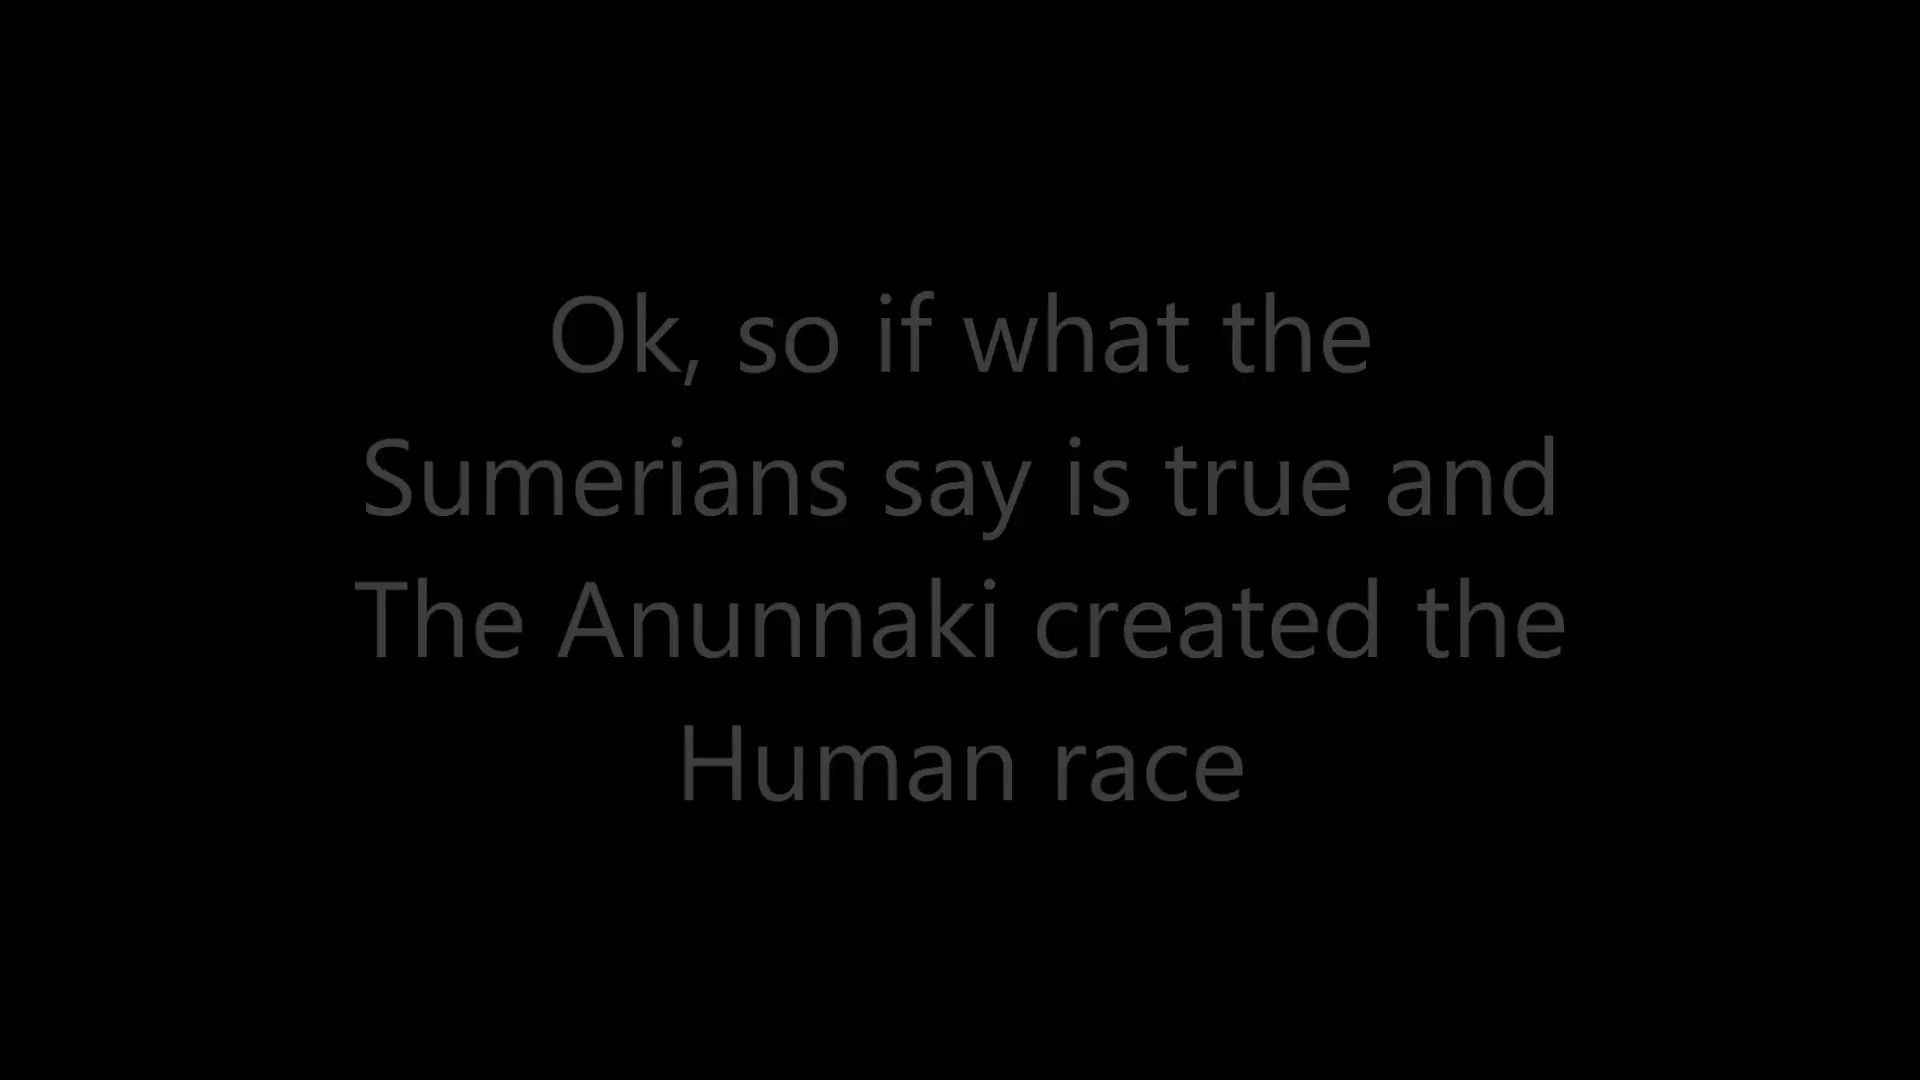 Ok, so if what the
Sumerians say is true and
The Anunnaki created the
Human race